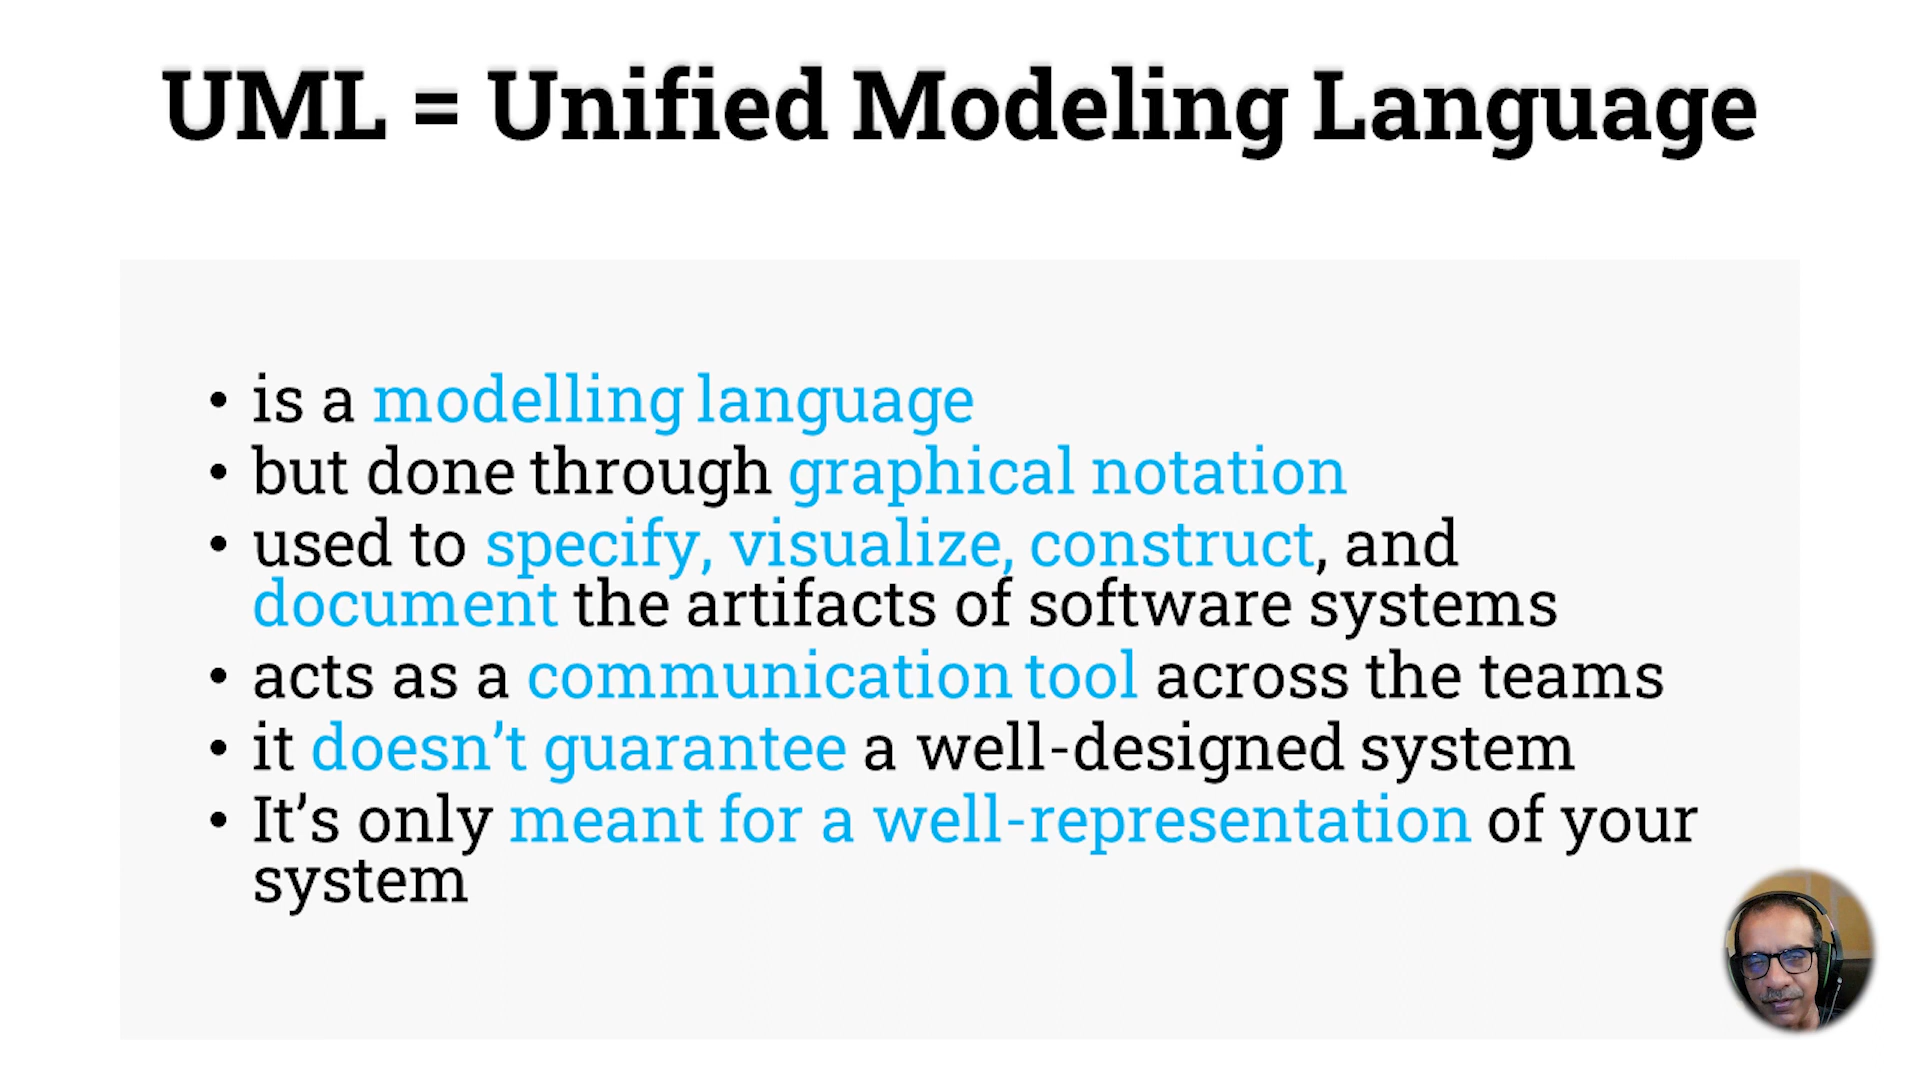 UML = Unified Modeling Language
• is a modelling language
• but done through graphical notation
• used to specify, visualize, construct, and
document the artifacts of software systems
• acts as a communication tool across the teams
• it doesn’t guarantee a well-designed system
• It’s only meant for a well-representation of your
system